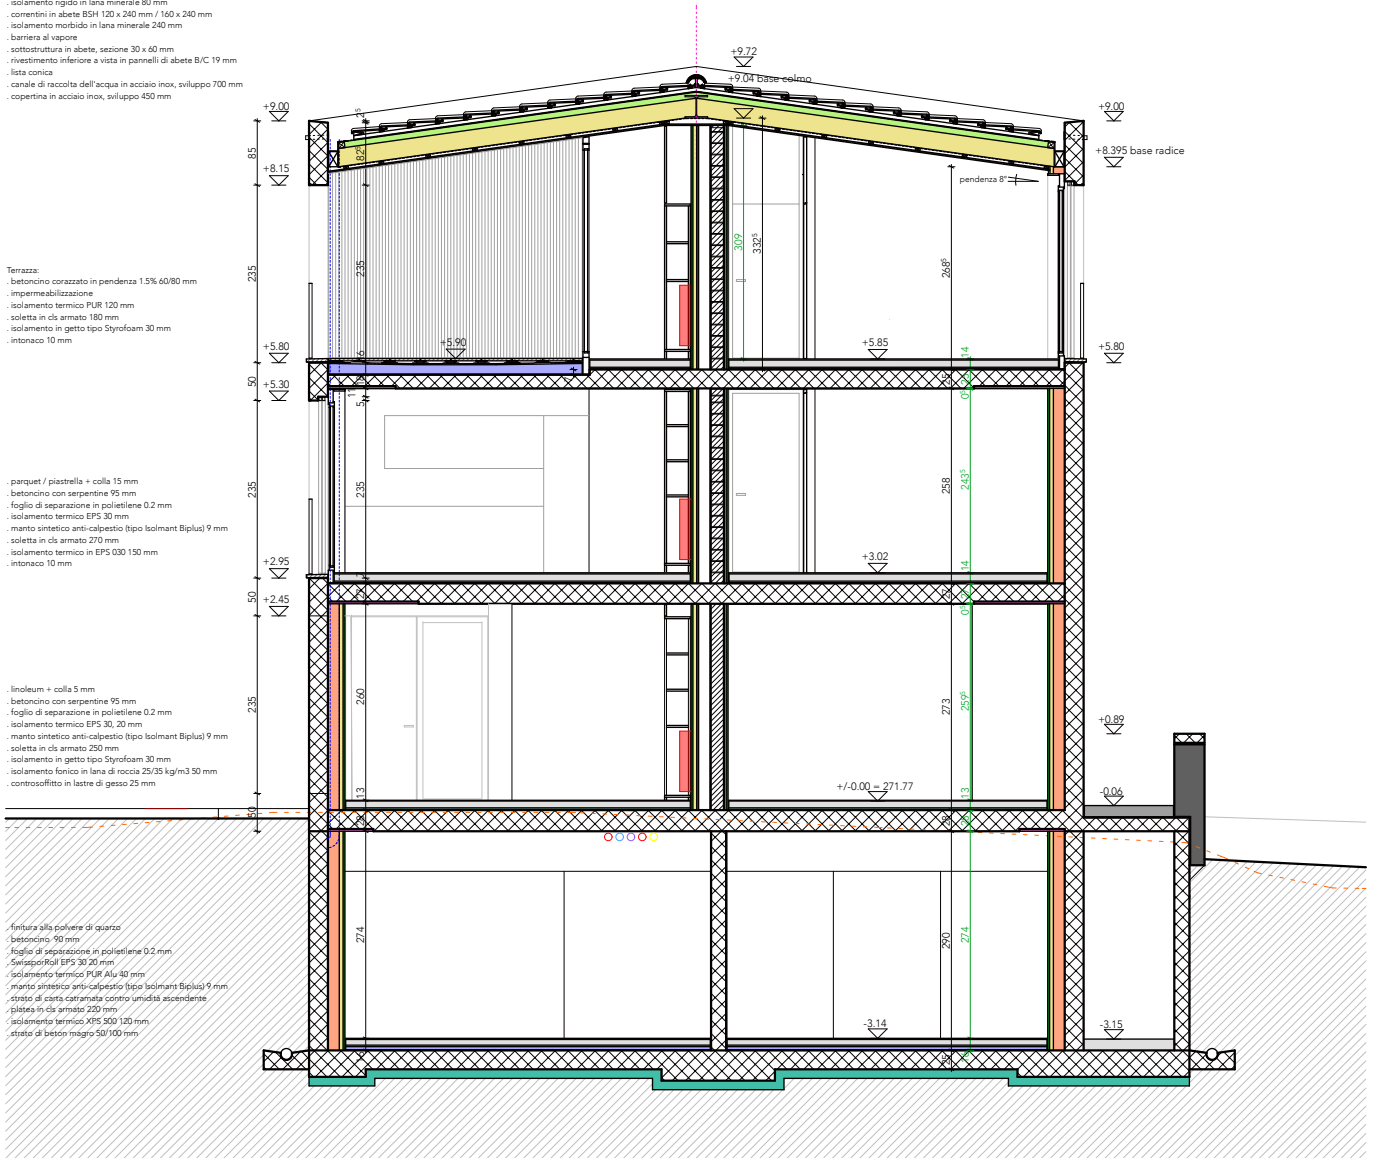 . isolamento rigido in lana minerale 80 mm
. correntini in abete BSH 120 x 240 mm / 160 x 240 mm
. isolamento morbido in lana minerale 240 mm
. barriera al vapore
. sottostruttura in abete, sezione 30 x 60 mm
. rivestimento inferiore a vista in pannelli di abete B/C 19 mm
. lista conica
. canale di raccolta dell'acqua in acciaio inox, sviluppo 700 mm
. copertina in acciaio inox, sviluppo 450 mm
+9.72
+9.04 base colmo
+9.00
+9.00
2⁵
85
82⁵
+8.395 base radice
+8.15
pendenza 8°
309
332⁵
268⁵
235
235
Terrazza:
. betoncino corazzato in pendenza 1.5% 60/80 mm
. impermeabilizzazione
. isolamento termico PUR 120 mm
. soletta in cls armato 180 mm
. isolamento in getto tipo Styrofoam 30 mm
. intonaco 10 mm
+5.80
+5.90
+5.85
+5.80
14
50
+5.30
25
5
235
235
258
243⁵
. parquet / piastrella + colla 15 mm
. betoncino con serpentine 95 mm
. foglio di separazione in polietilene 0.2 mm
. isolamento termico EPS 30 mm
. manto sintetico anti-calpestio (tipo Isolmant Biplus) 9 mm
. soletta in cls armato 270 mm
. isolamento termico in EPS 030 150 mm
. intonaco 10 mm
+2.95
+3.02
14
50
+2.45
27
27
0⁵
235
260
273
259⁵
. linoleum + colla 5 mm
. betoncino con serpentine 95 mm
. foglio di separazione in polietilene 0.2 mm
. isolamento termico EPS 30, 20 mm
. manto sintetico anti-calpestio (tipo Isolmant Biplus) 9 mm
. soletta in cls armato 250 mm
. isolamento in getto tipo Styrofoam 30 mm
. isolamento fonico in lana di roccia 25/35 kg/m3 50 mm
. controsoffitto in lastre di gesso 25 mm
+0.89
+/-0.00 = 271.77
-0.06
13
13
50
28
28
274
290
274
. finitura alla polvere di quarzo
. betoncino 90 mm
. foglio di separazione in polietilene 0.2 mm
. SwissporRoll EPS 30 20 mm
. isolamento termico PUR Alu 40 mm
. manto sintetico anti-calpestio (tipo Isolmant Biplus) 9 mm
. strato di carta catramata contro umidità ascendente
. platea in cls armato 220 mm
. isolamento termico XPS 500 120 mm
. strato di beton magro 50/100 mm
-3.14
-3.15
25